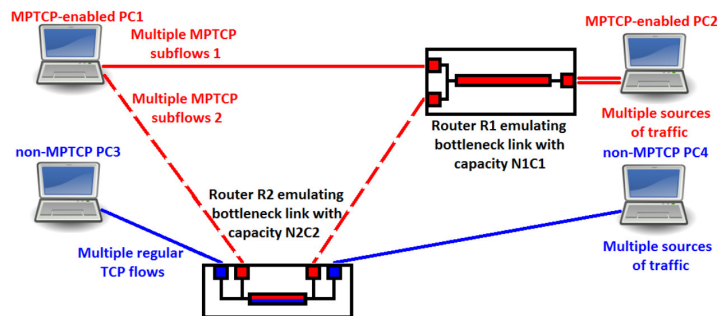 MPTCP-enabled PC1
MPTCP-enabled PC2
Multiple MPTCP
subflows 1
Multiple MPTCP
subflows 2
Multiple sources
of traffic
Router R1 emulating
bottleneck link with
capacity N1C1
non-MPTCP PC3
non-MPTCP PC4
Router R2 emulating
bottleneck link with
capacity N2C2
Multiple regular
TCP flows
Multiple sources
of traffic